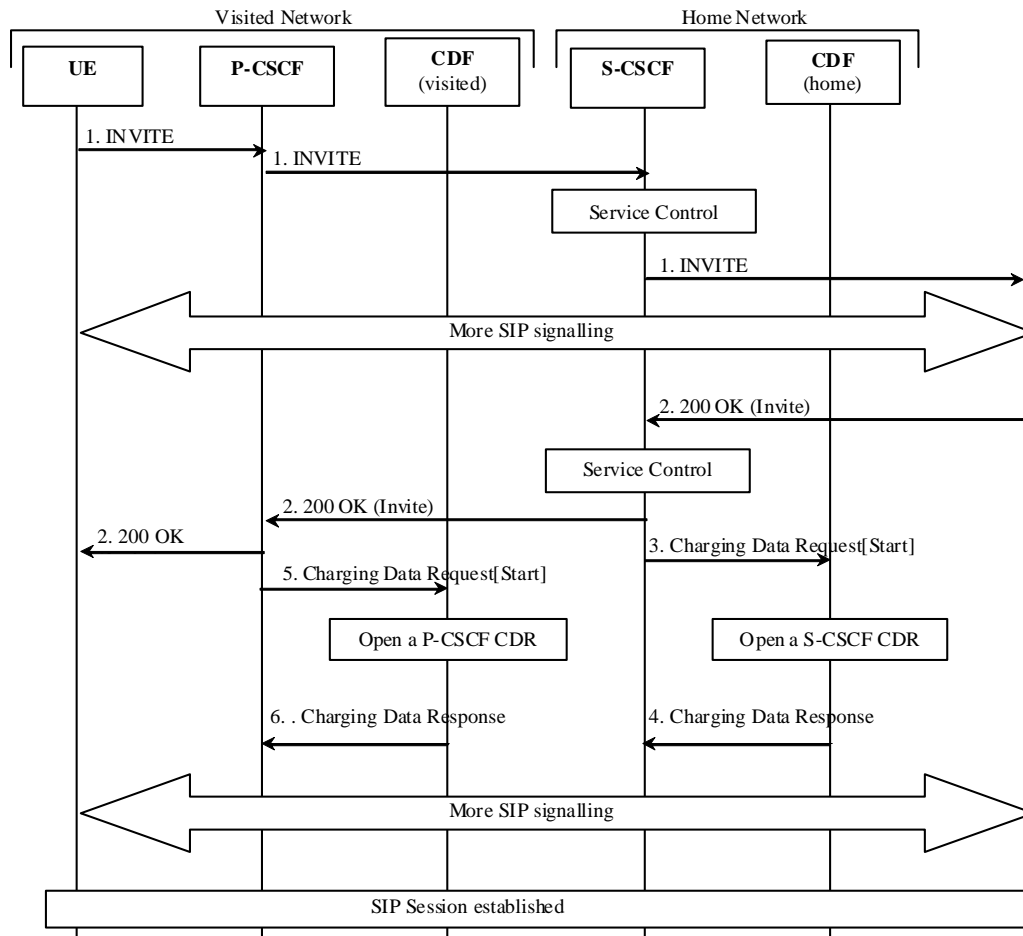 Visited Network
Home Network
UE
P-CSCF
CDF
(visited)
S-CSCF
CDF
(home)
1. INVITE
1. INVITE
Service Control
1. INVITE
More SIP signalling
2. 200 OK (Invite)
Service Control
2. 200 OK (Invite)
2. 200 OK
3. Charging Data Request[Start]
5. Charging Data Request[Start]
Open a P-CSCF CDR
Open a S-CSCF CDR
6. . Charging Data Response
4. Charging Data Response
More SIP signalling
SIP Session established